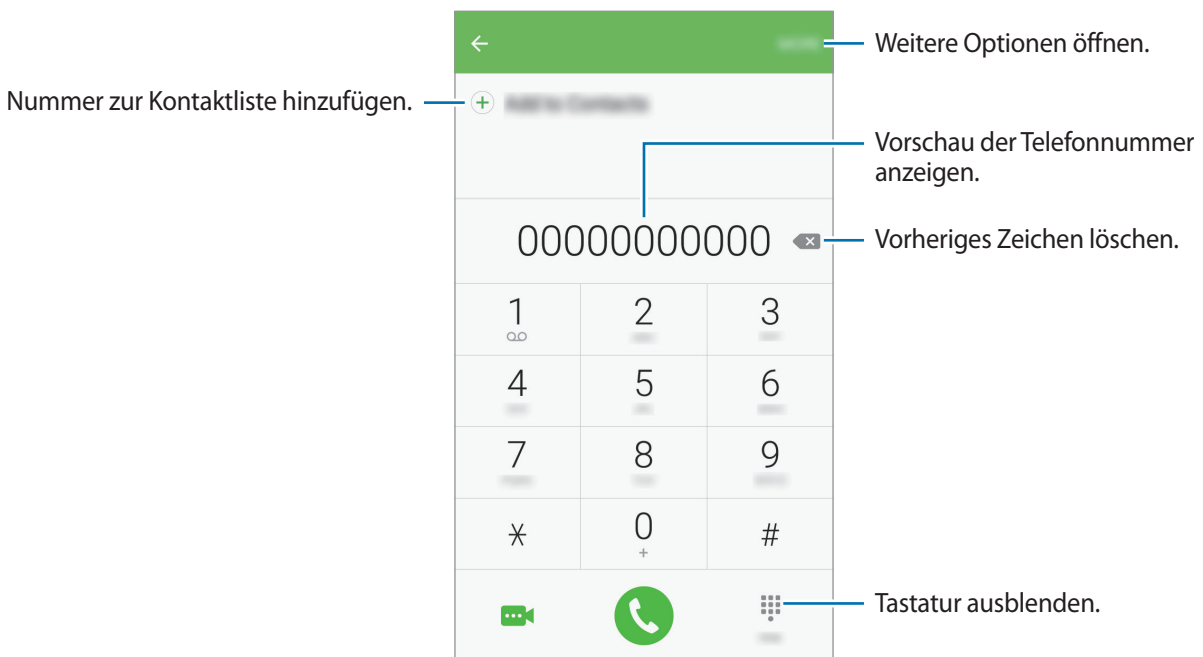 Weitere Optionen öffnen.
Nummer zur Kontaktliste hinzufügen.
Vorschau der Telefonnummer
anzeigen.
00000000000
Vorheriges Zeichen löschen.
1 2 3
4 5 6
7 8 9
* 0 #
+
Tastatur ausblenden.